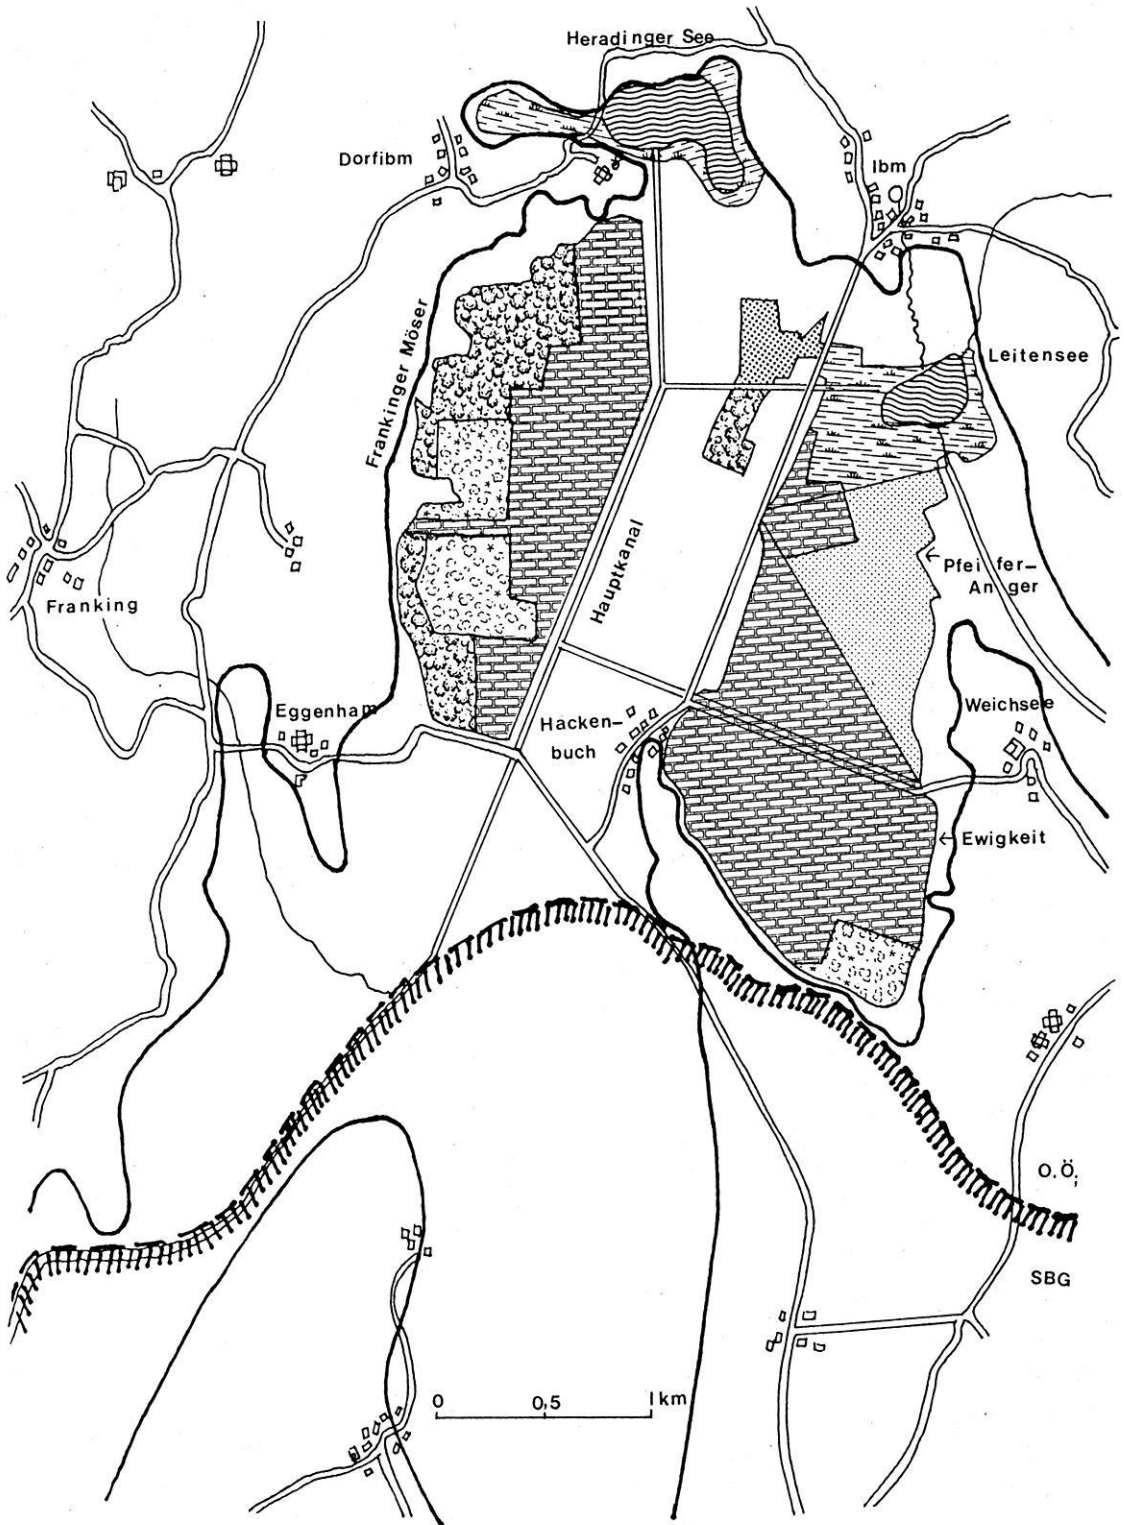 Heradinger See
Dorfibm
Ibm
Frankinger Möser
Leitensee
Hauptkanal
Pfeiffer-
Anger
Franking
Eggenham
Hacken-
buch
Weichsee
Ewigkeit
O.Ö;
SBG
0 0,5 1km